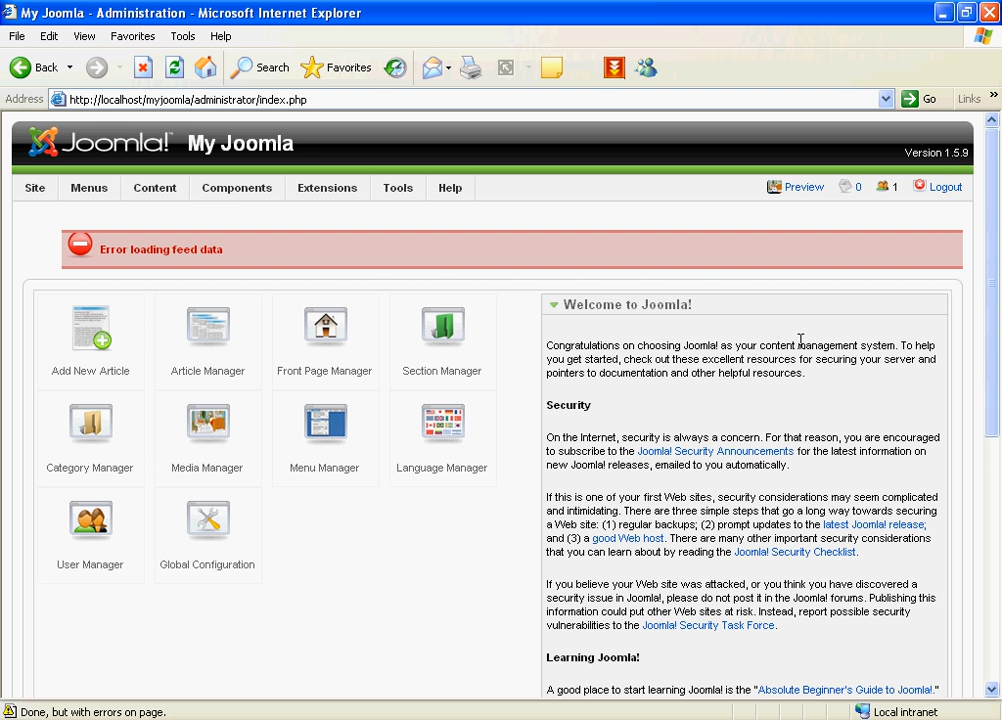 My Joomla - Administration - Microsoft Internet Explorer
File Edit View Favorites Tools Help
Back Search Favorites
Address http://localhost/myjoomla/administrator/index.php Go Links »
Joomla!™ My Joomla
Version 1.5.9
Site Menus Content Components Extensions Tools Help Preview 0 1 Logout
Error loading feed data
Add New Article Article Manager Front Page Manager Section Manager
Category Manager Media Manager Menu Manager Language Manager
User Manager Global Configuration
Welcome to Joomla!
Congratulations on choosing Joomla! as your content management system. To help
you get started, check out these excellent resources for securing your server and
pointers to documentation and other helpful resources.
Security
On the Internet, security is always a concern. For that reason, you are encouraged
to subscribe to the Joomla! Security Announcements for the latest information on
new Joomla! releases, emailed to you automatically.
If this is one of your first Web sites, security considerations may seem complicated
and intimidating. There are three simple steps that go a long way towards securing
a Web site: (1) regular backups; (2) prompt updates to the latest Joomla! release;
and (3) a good Web host. There are many other important security considerations
that you can learn about by reading the Joomla! Security Checklist.
If you believe your Web site was attacked, or you think you have discovered a
security issue in Joomla!, please do not post it in the Joomla! forums. Publishing this
information could put other Web sites at risk. Instead, report possible security
vulnerabilities to the Joomla! Security Task Force.
Learning Joomla!
A good place to start learning Joomla! is the "Absolute Beginner's Guide to Joomla!."
Done, but with errors on page.
Local intranet